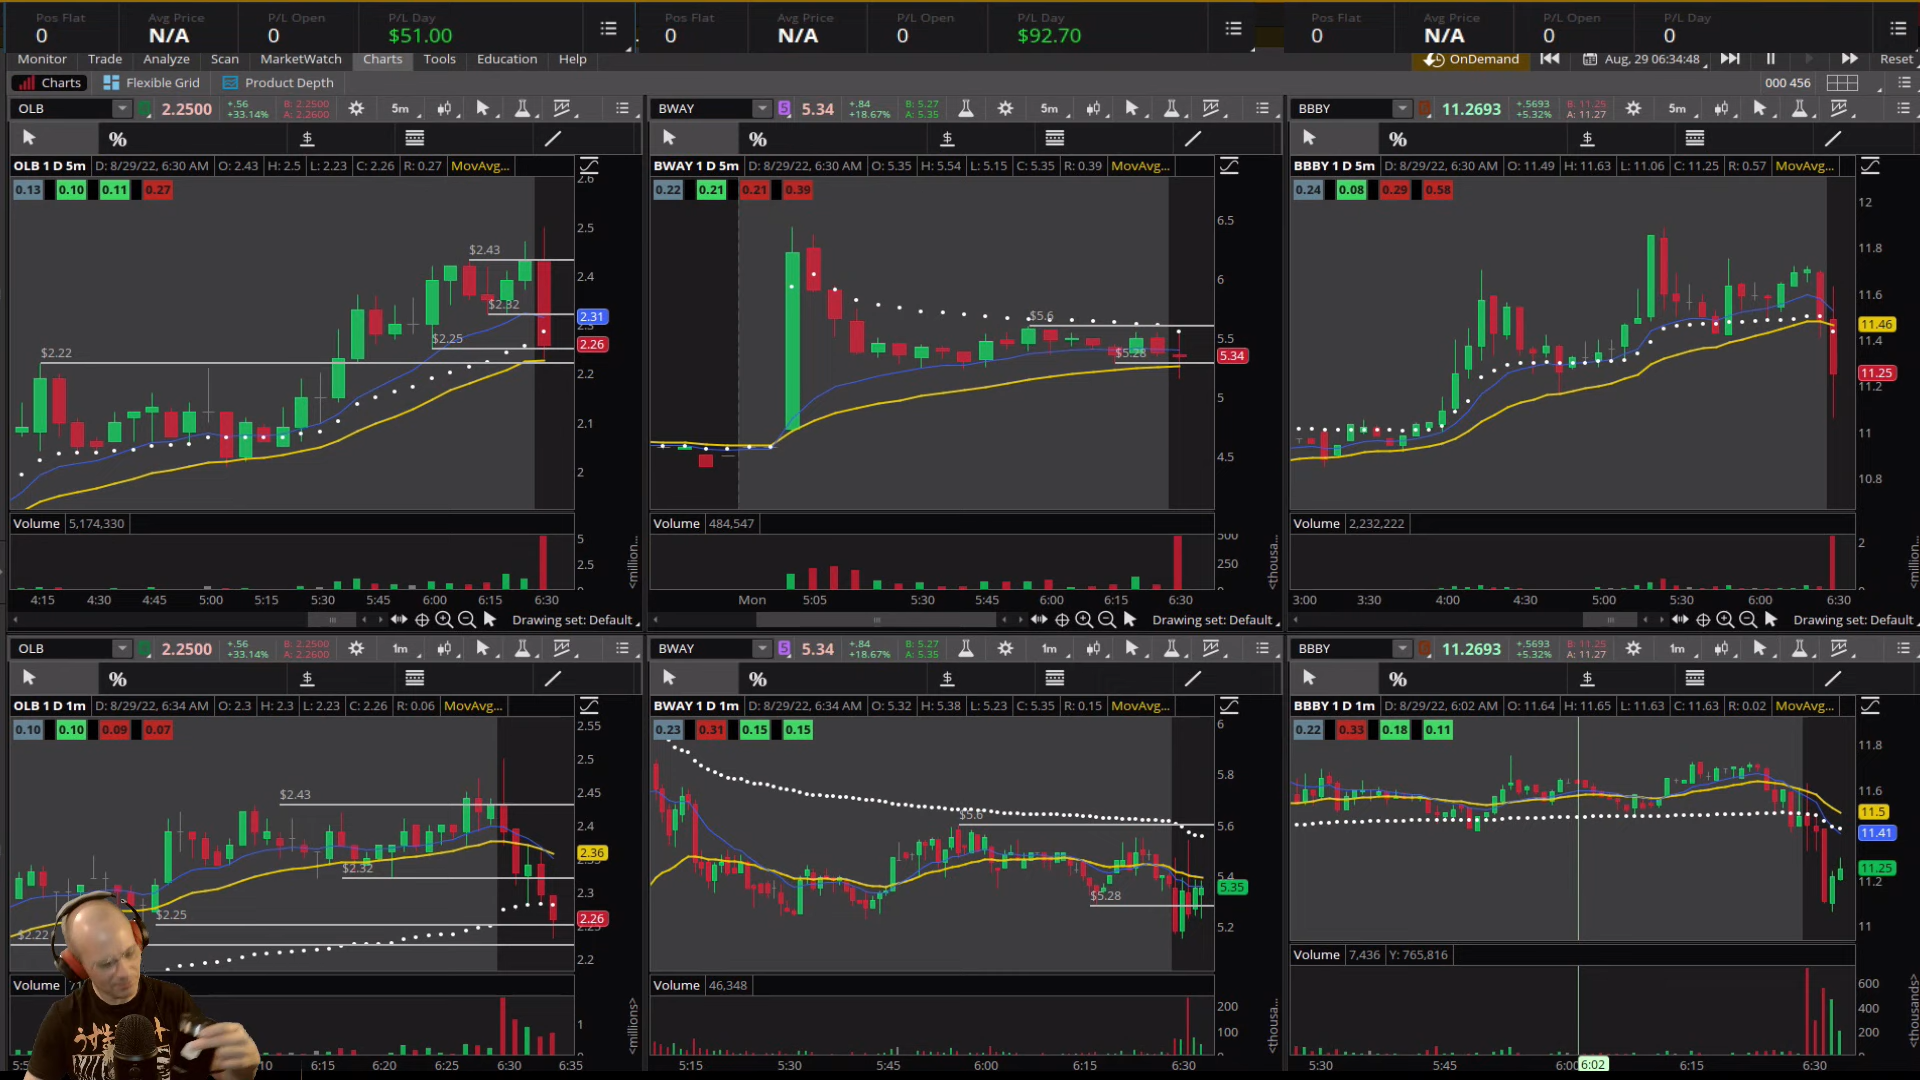 Pos Flat Avg Price P/L Open P/L Day
0 N/A 0 $51.00
Pos Flat Avg Price P/L Open P/L Day
0 N/A 0 $92.70
Pos Flat Avg Price P/L Open P/L Day
0 N/A 0 0
Monitor Trade Analyze Scan MarketWatch Charts Tools Education Help
OnDemand Aug, 29 06:34:48 Reset
Charts Flexible Grid Product Depth 000 456
OLB 2.2500 +.56 +33.14% B: 2.2500 A: 2.2600 5m
BWAY 5 5.34 +.84 +18.67% B: 5.27 A: 5.35 5m
BBBY 11.2693 +.5693 +5.32% B: 11.25 A: 11.27 5m
% $
% $
% $
OLB 1 D 5m D: 8/29/22, 6:30 AM O: 2.43 H: 2.5 L: 2.23 C: 2.26 R: 0.27 MovAvg...
BWAY 1 D 5m D: 8/29/22, 6:30 AM O: 5.35 H: 5.54 L: 5.15 C: 5.35 R: 0.39 MovAvg...
BBBY 1 D 5m D: 8/29/22, 6:30 AM O: 11.49 H: 11.63 L: 11.06 C: 11.25 R: 0.57 MovAvg...
0.13 0.10 0.11 0.27
0.22 0.21 0.21 0.39
0.24 0.08 0.29 0.58
2.6
2.5
2.4
2.31
2.3
2.26
2.2
2.1
2
$2.43
$2.32
$2.25
$2.22
6.5
6
5.5
5.34
5
4.5
$5.6
$5.28
12
11.8
11.6
11.46
11.4
11.25
11.2
11
10.8
Volume 5,174,330
5
2.5
<million...
Volume 484,547
500
250
<thousa...
Volume 2,232,222
2
<million...
4:15 4:30 4:45 5:00 5:15 5:30 5:45 6:00 6:15 6:30
Mon 5:05 5:30 5:45 6:00 6:15 6:30
3:00 3:30 4:00 4:30 5:00 5:30 6:00 6:30
Drawing set: Default
Drawing set: Default
Drawing set: Default
OLB 2.2500 +.56 +33.14% B: 2.2500 A: 2.2600 1m
BWAY 5 5.34 +.84 +18.67% B: 5.27 A: 5.35 1m
BBBY 11.2693 +.5693 +5.32% B: 11.25 A: 11.27 1m
% $
% $
% $
OLB 1 D 1m D: 8/29/22, 6:34 AM O: 2.3 H: 2.3 L: 2.23 C: 2.26 R: 0.06 MovAvg...
BWAY 1 D 1m D: 8/29/22, 6:34 AM O: 5.32 H: 5.38 L: 5.23 C: 5.35 R: 0.15 MovAvg...
BBBY 1 D 1m D: 8/29/22, 6:02 AM O: 11.64 H: 11.65 L: 11.63 C: 11.63 R: 0.02 MovAvg...
0.10 0.10 0.09 0.07
0.23 0.31 0.15 0.15
0.22 0.33 0.18 0.11
2.55
2.5
2.45
2.4
2.36
2.3
2.26
2.2
$2.43
$2.32
$2.25
$2.22
6
5.8
5.6
5.4
5.35
5.2
$5.6
$5.28
11.8
11.6
11.5
11.41
11.25
11.2
11
Volume
1
<millions>
Volume 46,348
200
100
0
<thousa...
Volume 7,436 Y: 765,816
600
400
200
0
<thousands>
6:15 6:20 6:25 6:30 6:35
5:15 5:30 5:45 6:00 6:15 6:30
5:30 5:45 6:00 6:02 6:15 6:30